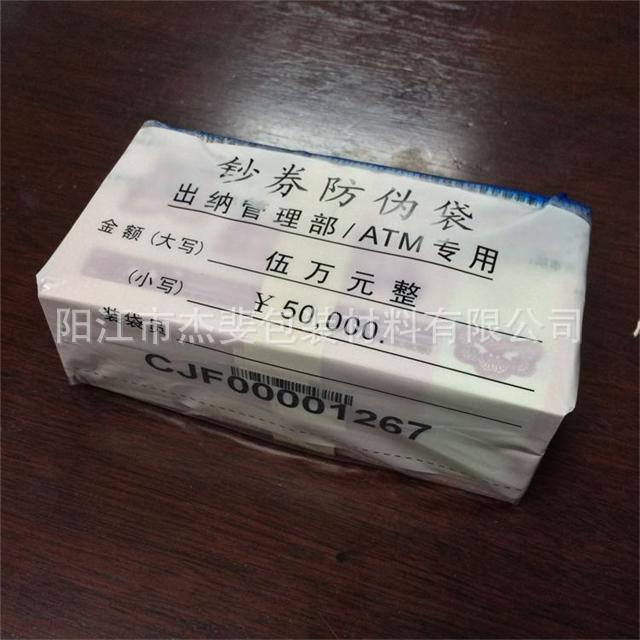 钞券防伪袋
出纳管理部/ATM专用
金额(大写) 伍万元整
(小写) ¥50,000.
阳江市杰斐包装材料有限公司
装袋
CJF00001267